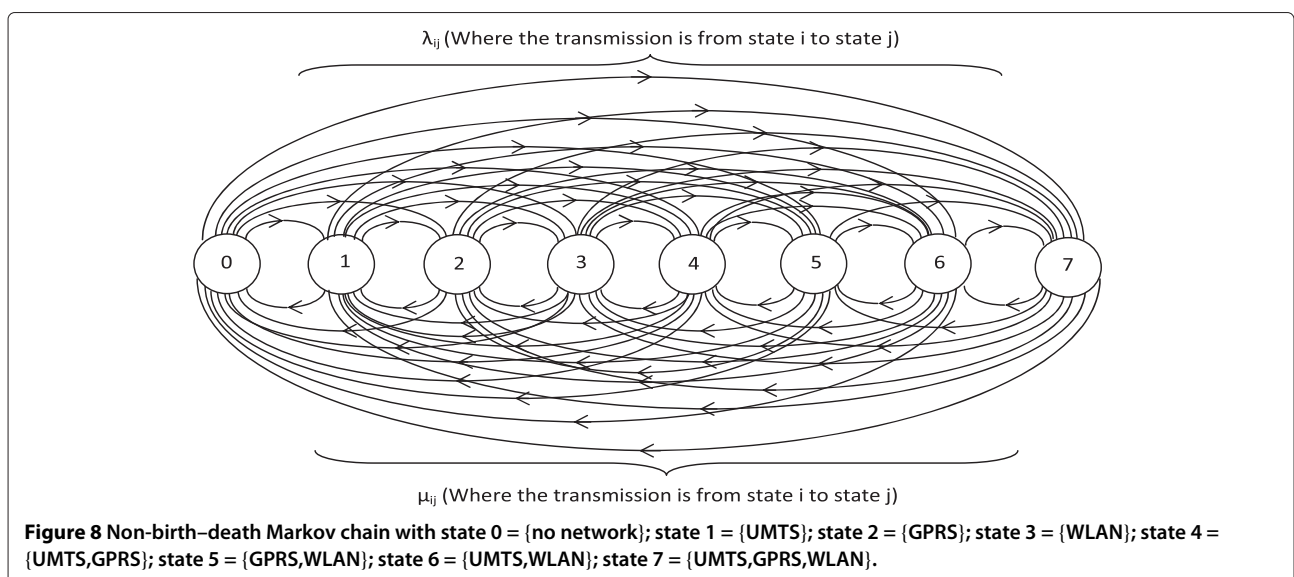 λij (Where the transmission is from state i to state j)
0 1 2 3 4 5 6 7
μij (Where the transmission is from state i to state j)
Figure 8 Non-birth–death Markov chain with state 0 = {no network}; state 1 = {UMTS}; state 2 = {GPRS}; state 3 = {WLAN}; state 4 =
{UMTS,GPRS}; state 5 = {GPRS,WLAN}; state 6 = {UMTS,WLAN}; state 7 = {UMTS,GPRS,WLAN}.